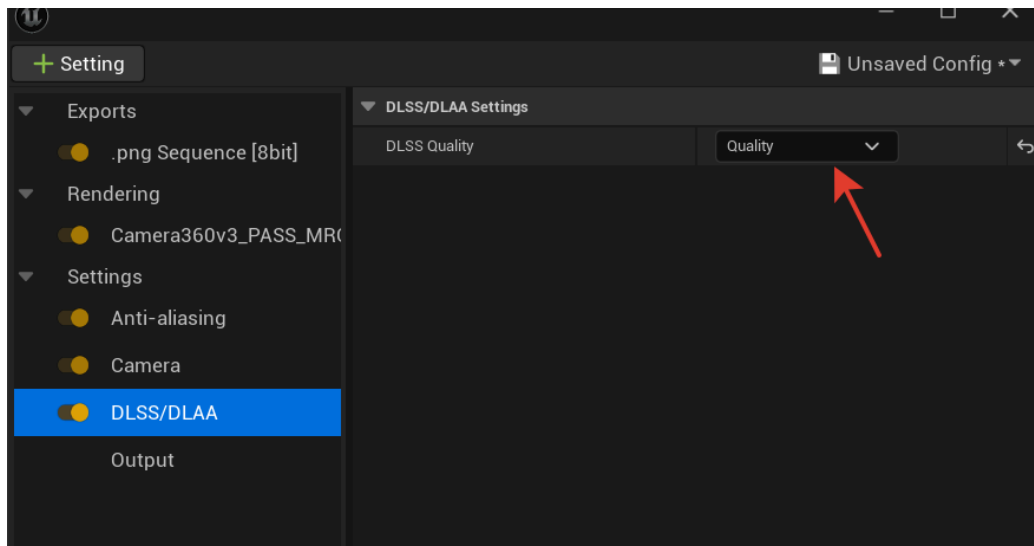 + Setting
Unsaved Config *
Exports
.png Sequence [8bit]
Rendering
Camera360v3_PASS_MR
Settings
Anti-aliasing
Camera
DLSS/DLAA
Output
DLSS/DLAA Settings
DLSS Quality
Quality